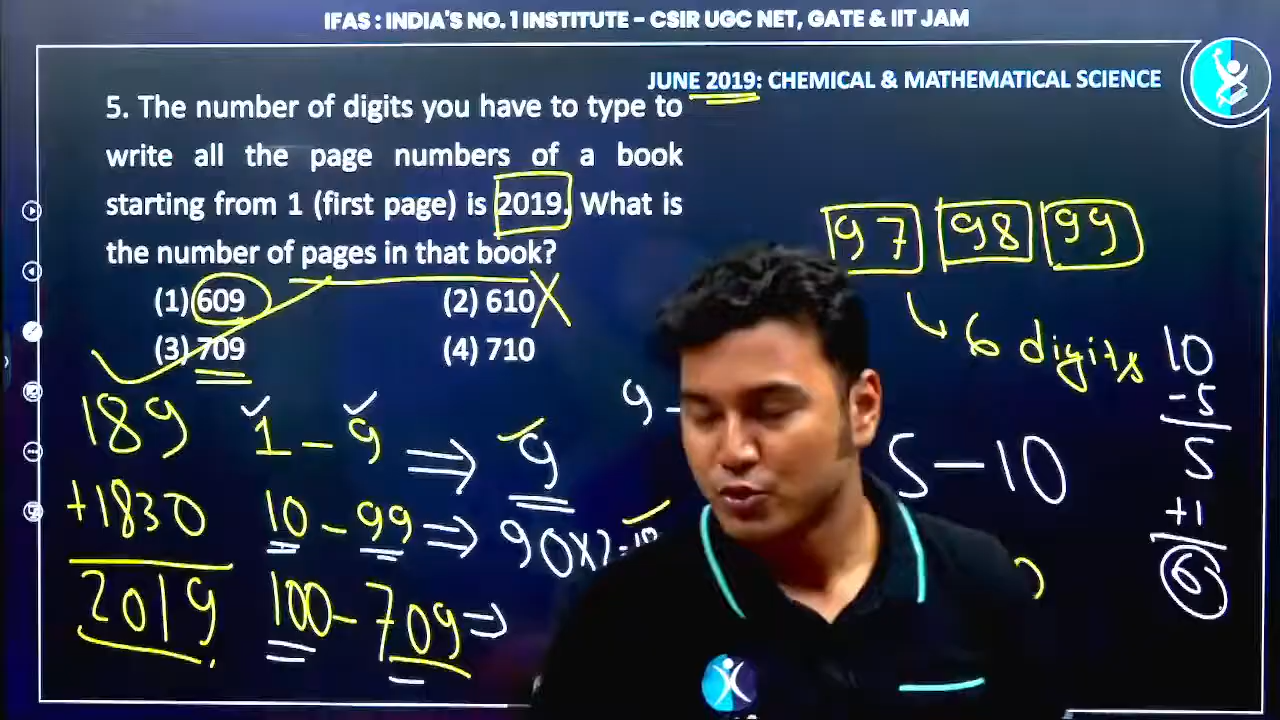 IFAS : INDIA'S NO. 1 INSTITUTE – CSIR UGC NET, GATE & IIT JAM
JUNE 2019: CHEMICAL & MATHEMATICAL SCIENCE
5. The number of digits you have to type to
write all the page numbers of a book
starting from 1 (first page) is 2019. What is
the number of pages in that book?
(1) 609 (2) 610
(3) 709 (4) 710
97 98 99
6 digits
189
+1830
2019
1 – 9 ⇒ 9
10 – 99 ⇒ 90×2=
100 – 709 ⇒
9 –
5 – 10
10
-5
5
+1
6